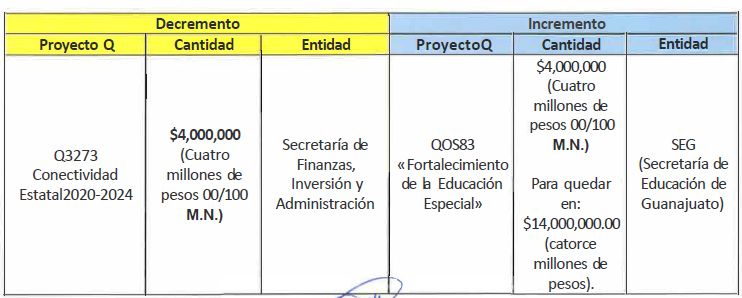 Decremento
Incremento
Proyecto Q
Cantidad
Entidad
ProyectoQ
Cantidad
Entidad
Q3273
Conectividad
Estatal2020-2024
$4,000,000
(Cuatro
millones de
pesos 00/100
M.N.)
Secretaría de
Finanzas,
Inversión y
Administración
QOS83
«Fortalecimiento
de la Educación
Especial»
$4,000,000
(Cuatro
millones de
pesos 00/100
M.N.)
Para quedar
en:
$14,000,000.00
(catorce
millones de
pesos).
SEG
(Secretaría de
Educación de
Guanajuato)